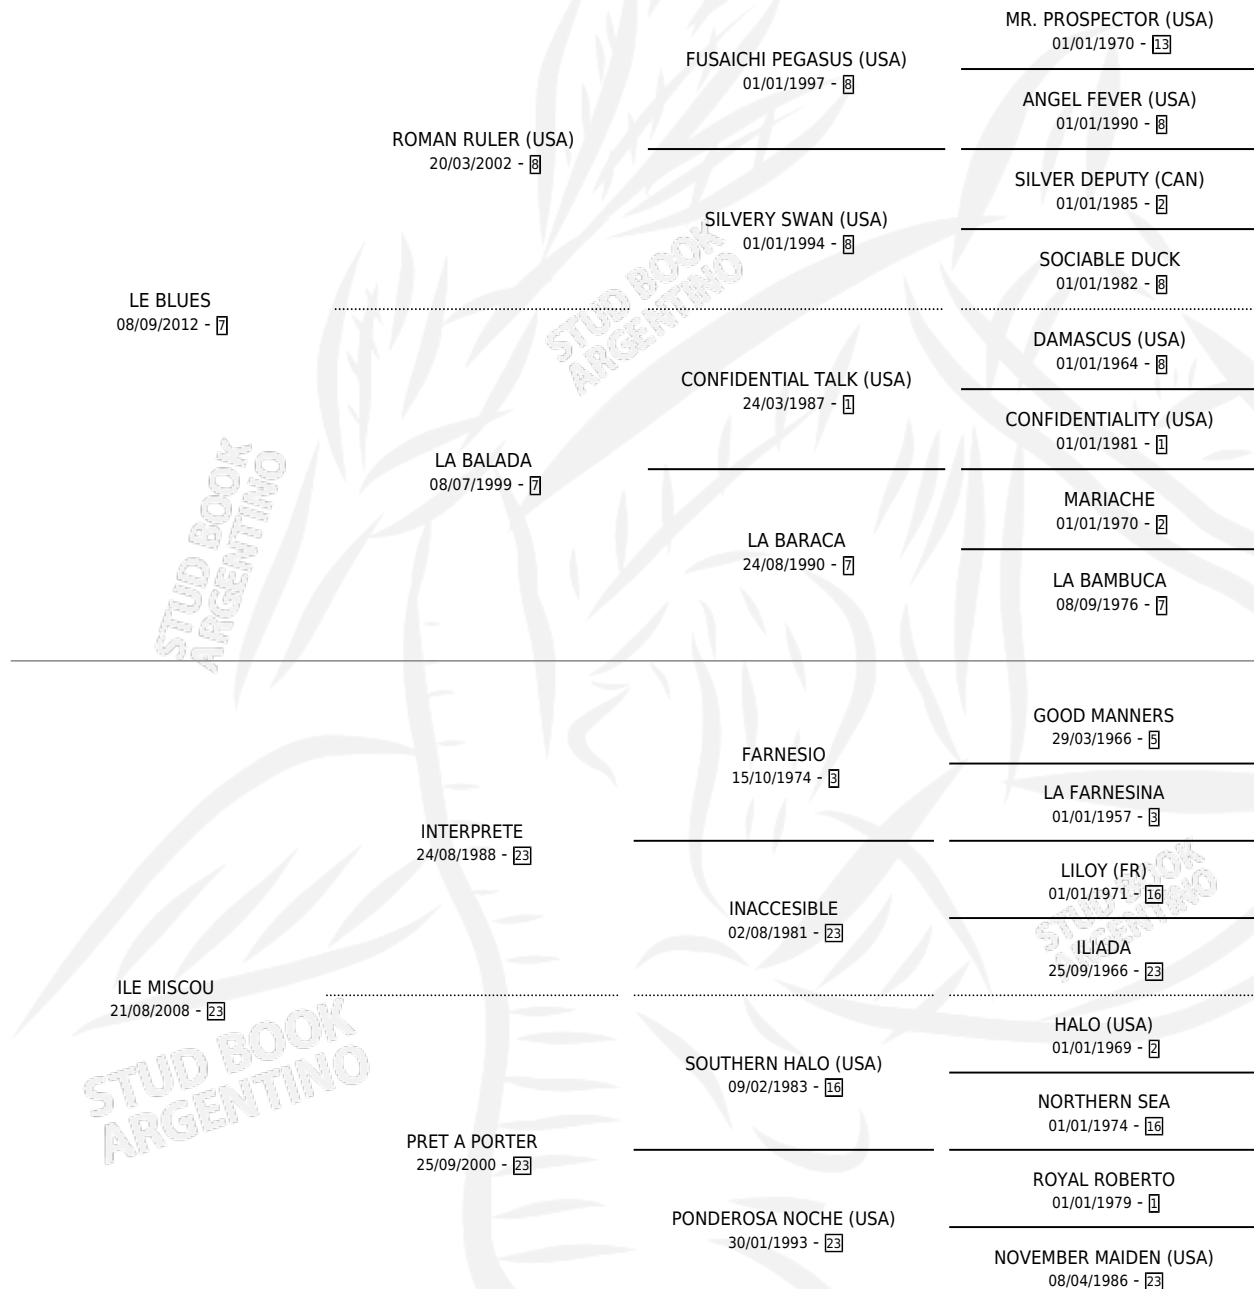 MR. PROSPECTOR (USA)
01/01/1970 - 13
FUSAICHI PEGASUS (USA)
01/01/1997 - 8
ANGEL FEVER (USA)
01/01/1990 - 8
ROMAN RULER (USA)
20/03/2002 - 8
SILVER DEPUTY (CAN)
01/01/1985 - 2
SILVERY SWAN (USA)
01/01/1994 - 8
SOCIABLE DUCK
01/01/1982 - 8
LE BLUES
08/09/2012 - 7
DAMASCUS (USA)
01/01/1964 - 8
CONFIDENTIAL TALK (USA)
24/03/1987 - 1
CONFIDENTIALITY (USA)
01/01/1981 - 1
LA BALADA
08/07/1999 - 7
MARIACHE
01/01/1970 - 2
LA BARACA
24/08/1990 - 7
LA BAMBUCA
08/09/1976 - 7
GOOD MANNERS
29/03/1966 - 5
FARNESIO
15/10/1974 - 3
LA FARNESINA
01/01/1957 - 3
INTERPRETE
24/08/1988 - 23
LILOY (FR)
01/01/1971 - 16
INACCESIBLE
02/08/1981 - 23
ILIADA
25/09/1966 - 23
ILE MISCOU
21/08/2008 - 23
HALO (USA)
01/01/1969 - 2
SOUTHERN HALO (USA)
09/02/1983 - 16
NORTHERN SEA
01/01/1974 - 16
PRET A PORTER
25/09/2000 - 23
ROYAL ROBERTO
01/01/1979 - 1
PONDEROSA NOCHE (USA)
30/01/1993 - 23
NOVEMBER MAIDEN (USA)
08/04/1986 - 23
STUD BOOK
ARGENTINO
STUD BOOK
ARGENTINO
STUD BOOK
ARGENTINO
STUD BOOK
ARGENTINO